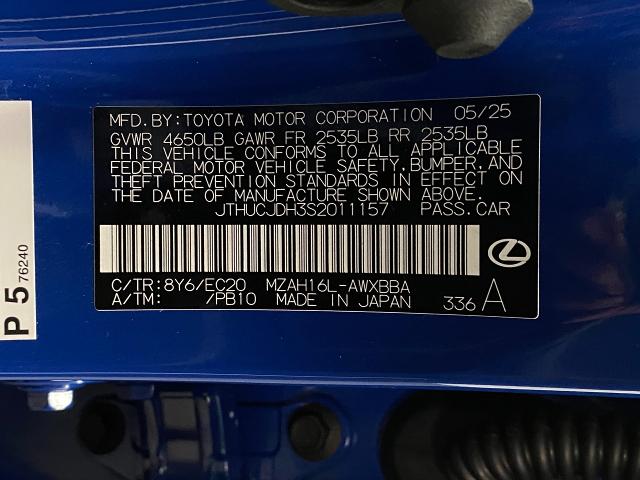 MFD.BY:TOYOTA MOTOR CORPORATION 05/25
GVWR 4650LB GAWR FR 2535LB RR 2535LB
THIS VEHICLE CONFORMS TO ALL APPLICABLE
FEDERAL MOTOR VEHICLE SAFETY,BUMPER,AND
THEFT PREVENTION STANDARDS IN EFFECT ON
THE DATE OF MANUFACTURE SHOWN ABOVE.
JTHUCJDH3S2011157 PASS.CAR
C/TR:8Y6/EC20 MZAH16L-AWXBBA
A/TM: /PB10 MADE IN JAPAN 336 A
P 5 76240